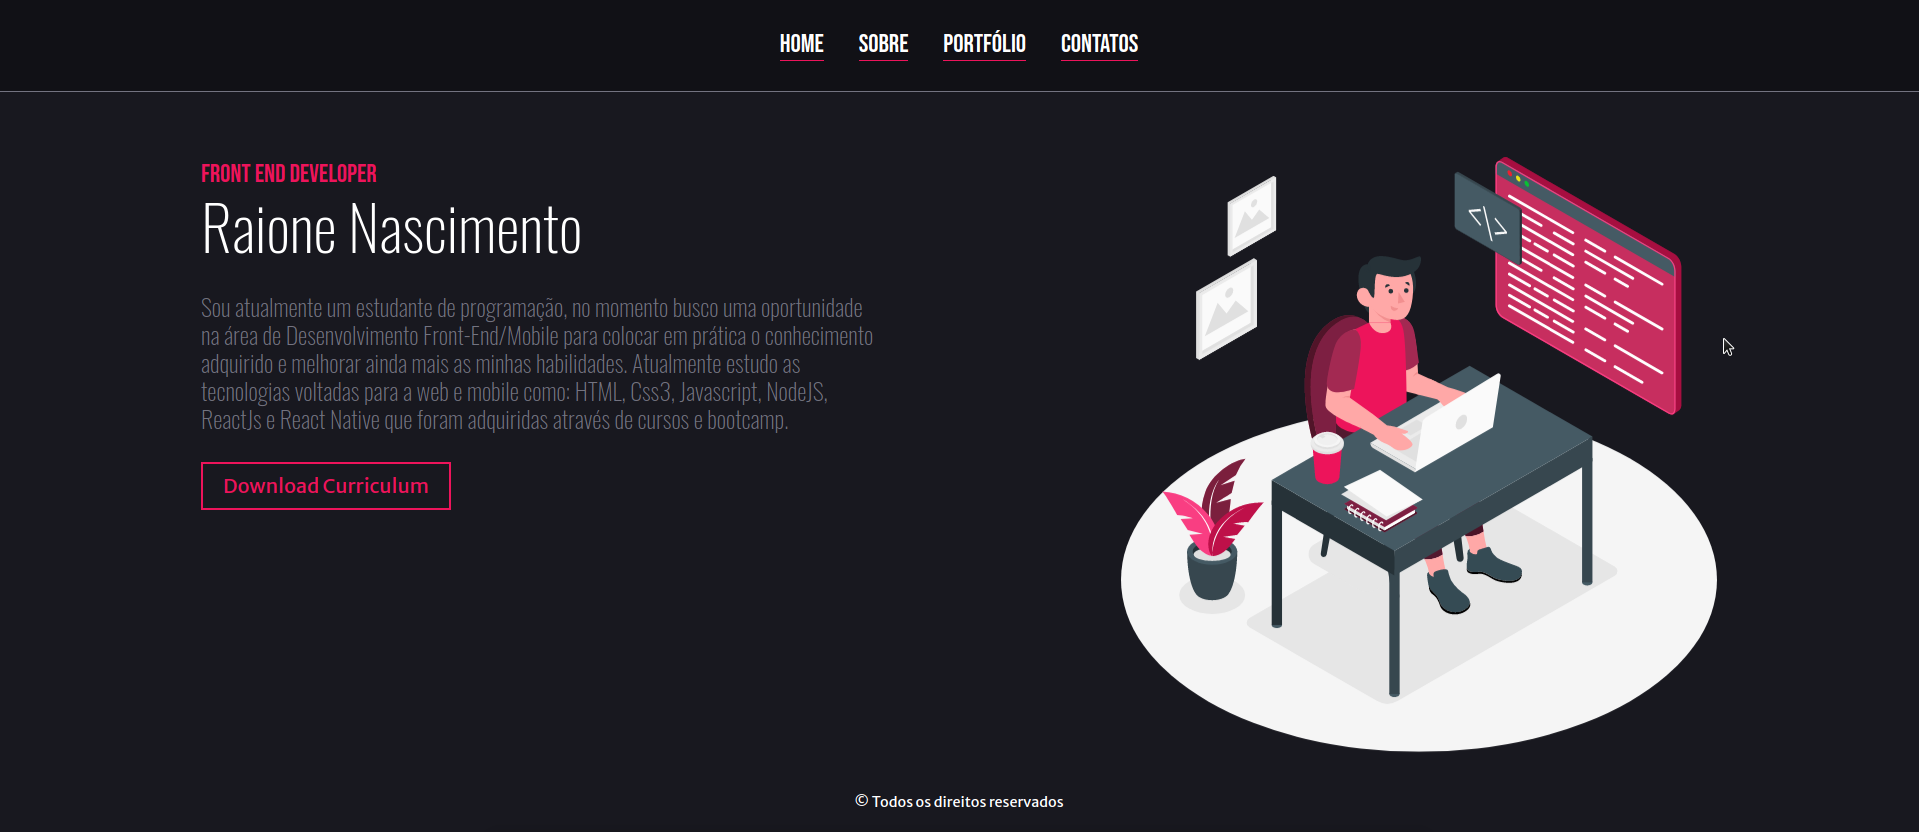 HOME SOBRE PORTFÓLIO CONTATOS
FRONT END DEVELOPER
Raione Nascimento
Sou atualmente um estudante de programação, no momento busco uma oportunidade
na área de Desenvolvimento Front-End/Mobile para colocar em prática o conhecimento
adquirido e melhorar ainda mais as minhas habilidades. Atualmente estudo as
tecnologias voltadas para a web e mobile como: HTML, Css3, Javascript, NodeJS,
ReactJs e React Native que foram adquiridas através de cursos e bootcamp.
</>
Download Curriculum
© Todos os direitos reservados